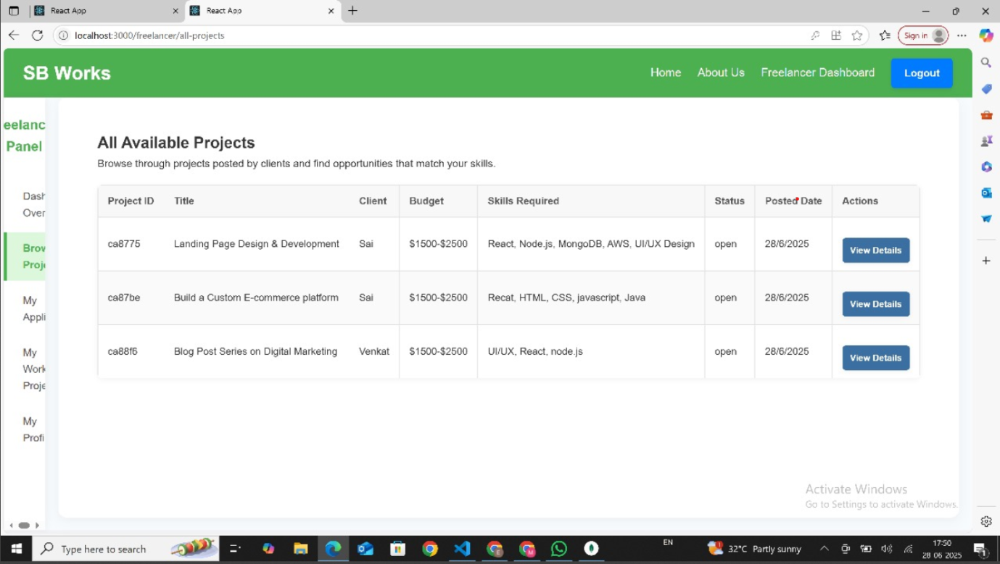 React App
React App
localhost:3000/freelancer/all-projects
Sign in
SB Works
Home About Us Freelancer Dashboard Logout
eelanc
Panel
Dash
Over
Brow
Proje
My
Appli
My
Work
Proje
My
Profi
All Available Projects
Browse through projects posted by clients and find opportunities that match your skills.
Project ID Title Client Budget Skills Required Status Posted Date Actions
ca8775 Landing Page Design & Development Sai $1500-$2500 React, Node.js, MongoDB, AWS, UI/UX Design open 28/6/2025 View Details
ca87be Build a Custom E-commerce platform Sai $1500-$2500 Recat, HTML, CSS, javascript, Java open 28/6/2025 View Details
ca88f6 Blog Post Series on Digital Marketing Venkat $1500-$2500 UI/UX, React, node.js open 28/6/2025 View Details
Activate Windows
Go to Settings to activate Windows.
Type here to search
EN
32°C Partly sunny
17:50
28-06-2025
1